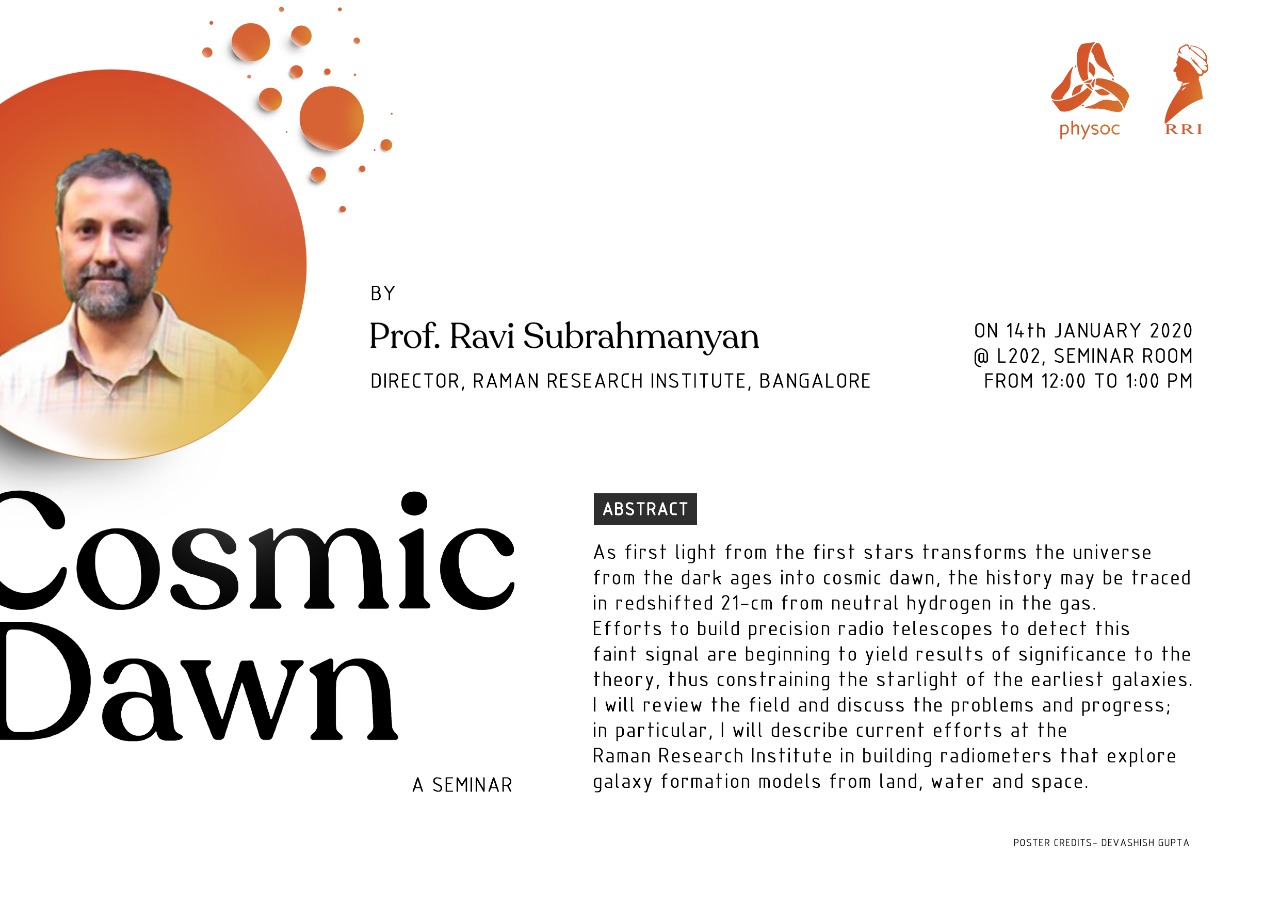 physoc
RRI
BY
Prof. Ravi Subrahmanyan
DIRECTOR, RAMAN RESEARCH INSTITUTE, BANGALORE
ON 14th JANUARY 2020
@ L202, SEMINAR ROOM
FROM 12:00 TO 1:00 PM
Cosmic
Dawn
A SEMINAR
ABSTRACT
As first light from the first stars transforms the universe
from the dark ages into cosmic dawn, the history may be traced
in redshifted 21-cm from neutral hydrogen in the gas.
Efforts to build precision radio telescopes to detect this
faint signal are beginning to yield results of significance to the
theory, thus constraining the starlight of the earliest galaxies.
I will review the field and discuss the problems and progress;
in particular, I will describe current efforts at the
Raman Research Institute in building radiometers that explore
galaxy formation models from land, water and space.
POSTER CREDITS- DEVASHISH GUPTA